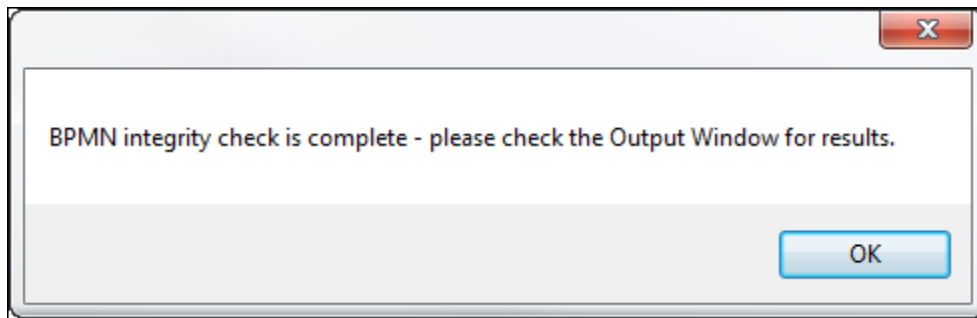 BPMN integrity check is complete - please check the Output Window for results.
OK